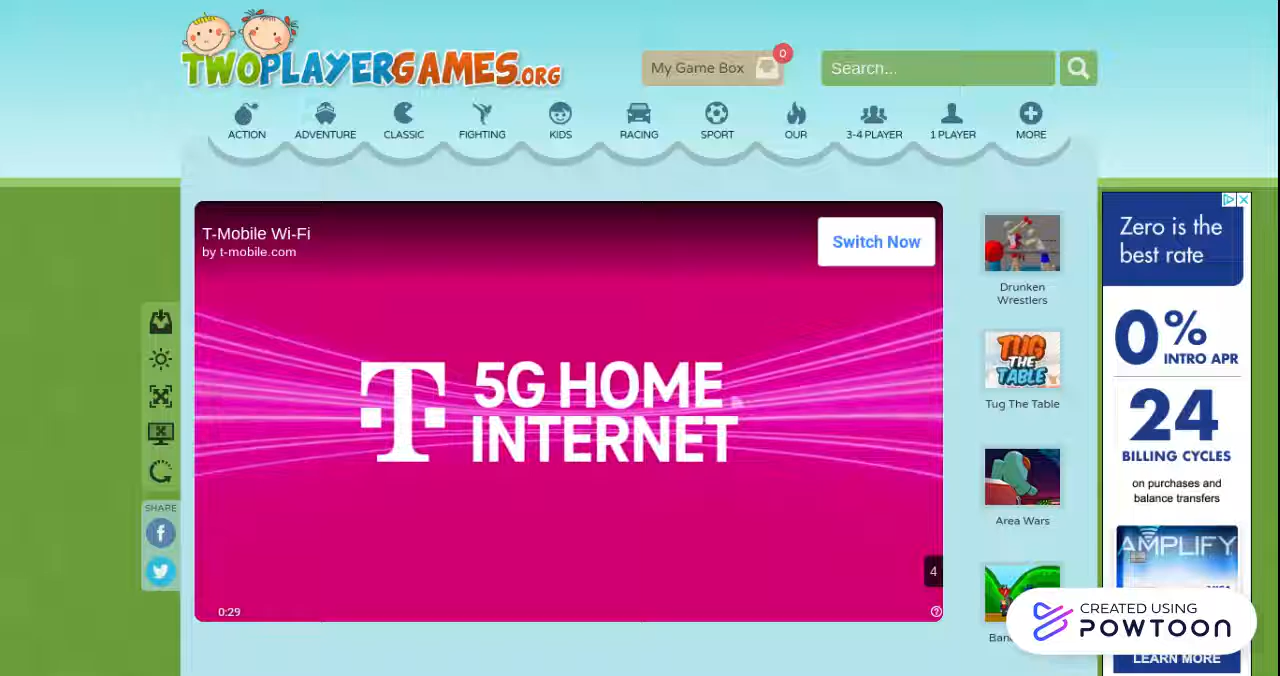 TWOPLAYERGAMES.ORG
My Game Box
0
Search...
ACTION
ADVENTURE
CLASSIC
FIGHTING
KIDS
RACING
SPORT
OUR
3-4 PLAYER
1 PLAYER
MORE
T-Mobile Wi-Fi
by t-mobile.com
Switch Now
T 5G HOME
INTERNET
4
0:29
SHARE
Drunken
Wrestlers
TUG
THE
TABLE
Tug The Table
Area Wars
Zero is the
best rate
0%
INTRO APR
24
BILLING CYCLES
on purchases and
balance transfers
AMPLIFY
CREATED USING
POWTOON
LEARN MORE